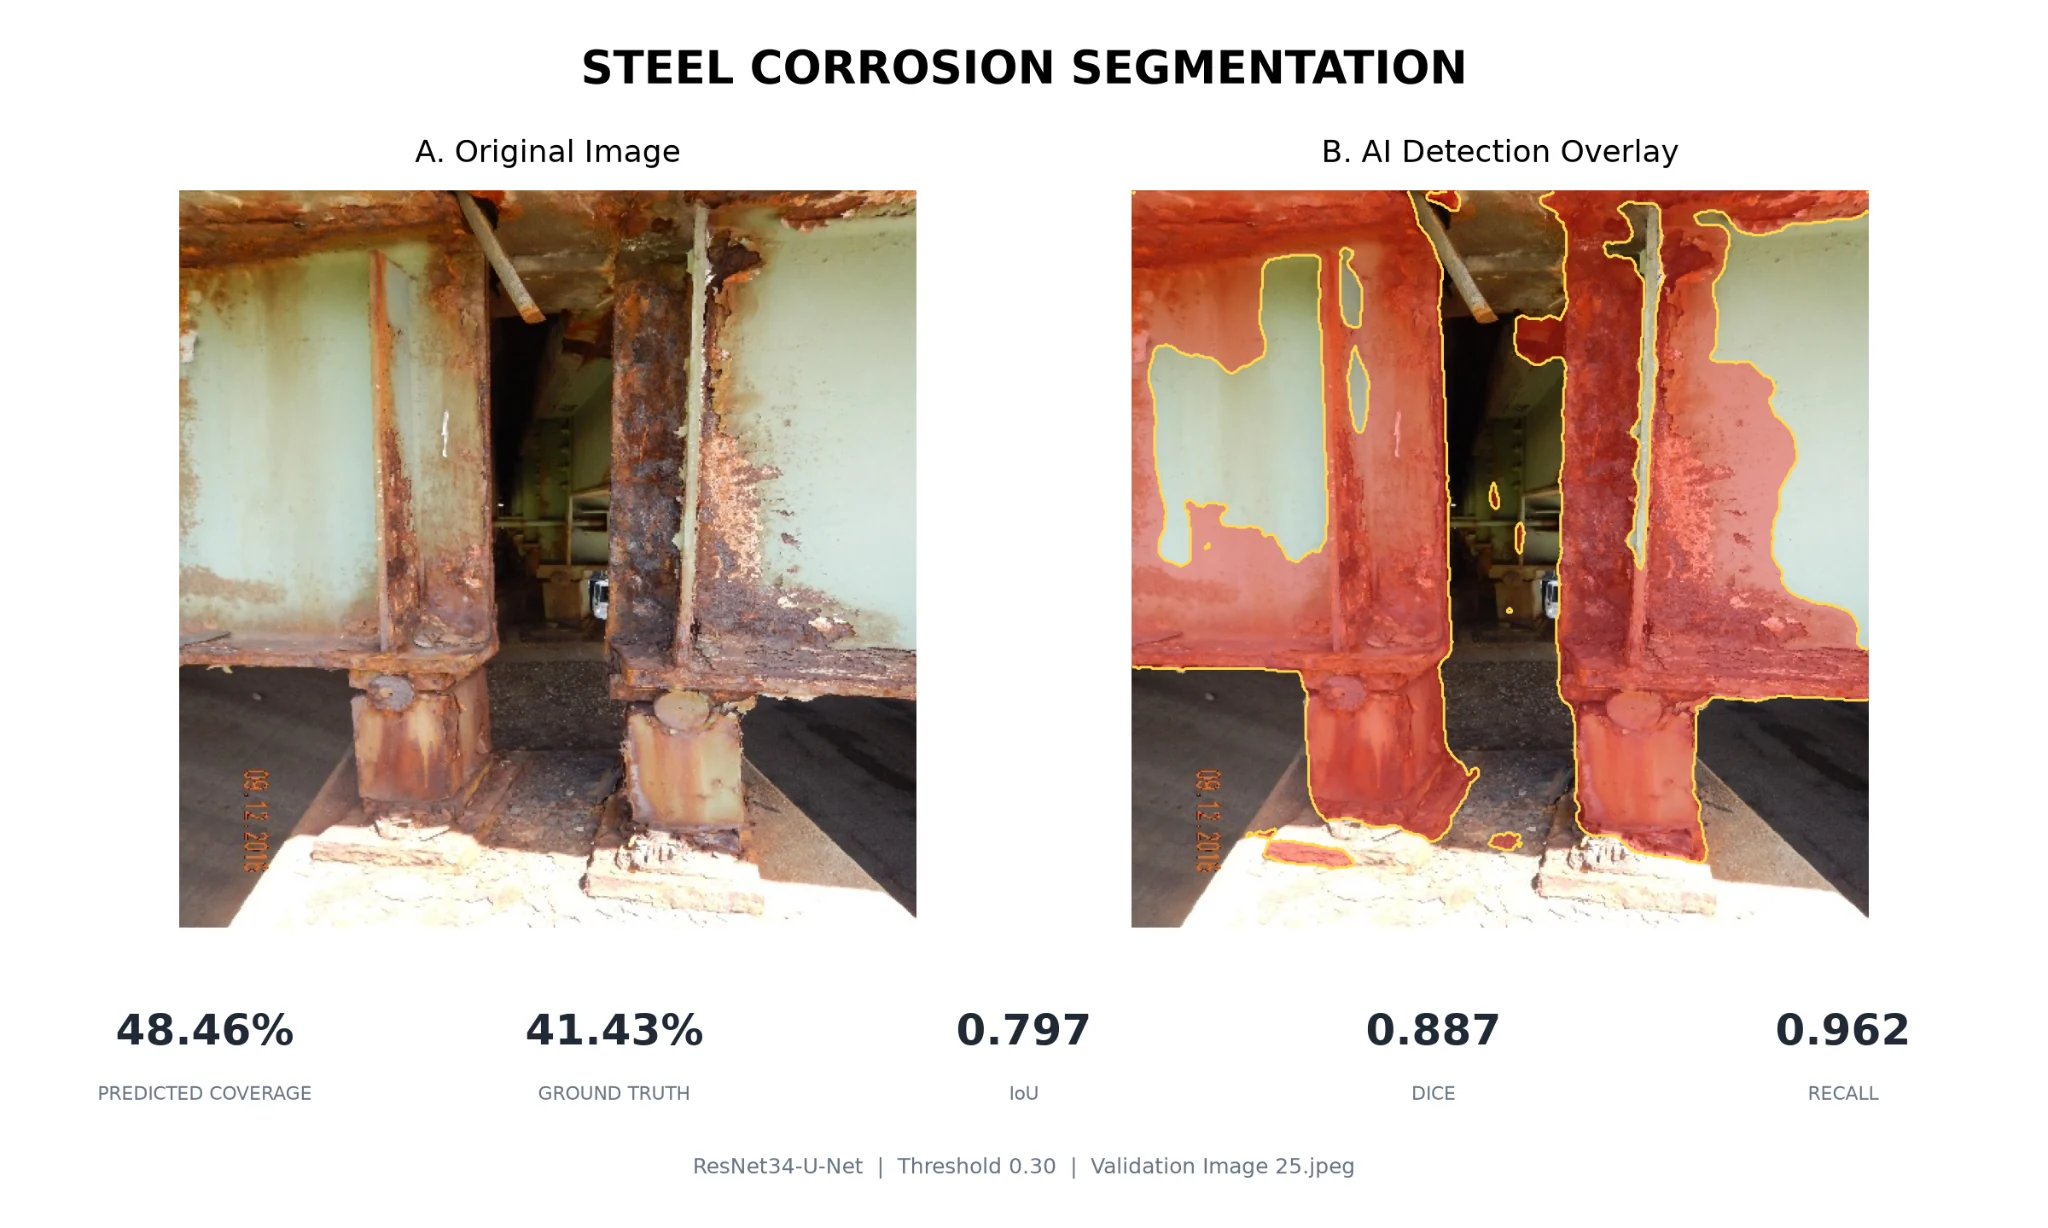 STEEL CORROSION SEGMENTATION
A. Original Image
B. AI Detection Overlay
48.46%
41.43%
0.797
0.887
0.962
PREDICTED COVERAGE
GROUND TRUTH
IoU
DICE
RECALL
ResNet34-U-Net | Threshold 0.30 | Validation Image 25.jpeg